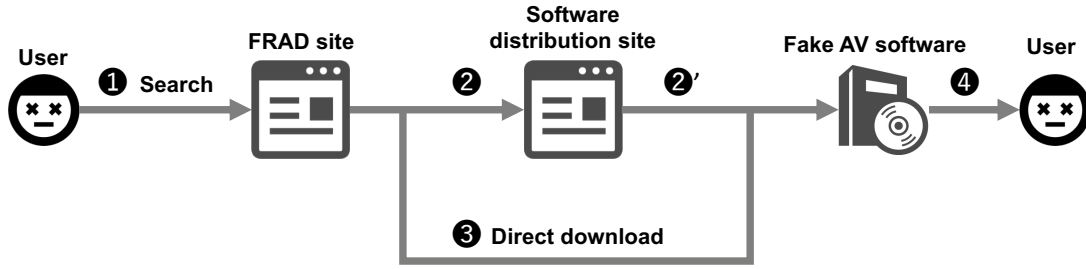 User
❶ Search
FRAD site
❷
Software
distribution site
❷’
Fake AV software
❹
User
❸ Direct download